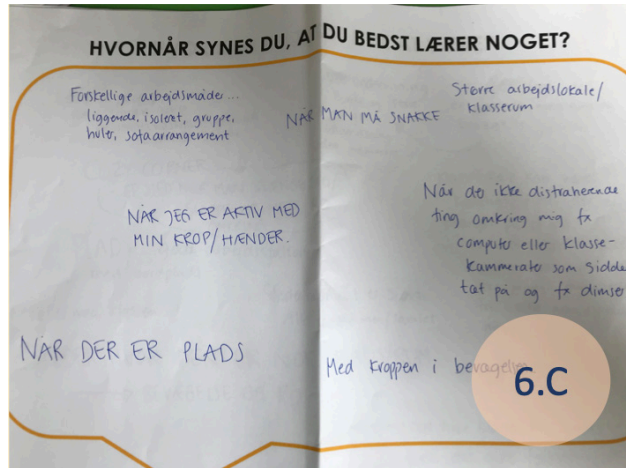 HVORNÅR SYNES DU, AT DU BEDST LÆRER NOGET?
Forskellige arbejdsmåder...
liggende, isoleret, gruppe,
huler, sofaarrangement
NÅR MAN MÅ SNAKKE
Större arbejdslokale/
klasserum
NÅR JEG ER AKTIV MED
MIN KROP/HÆNDER.
Når der ikke distraherende
ting omkring mig fx
computer eller klasse-
kammerater som sidder
tæt på og fx dimser
NÅR DER ER PLADS
Med kroppen i bevægelse
6.C